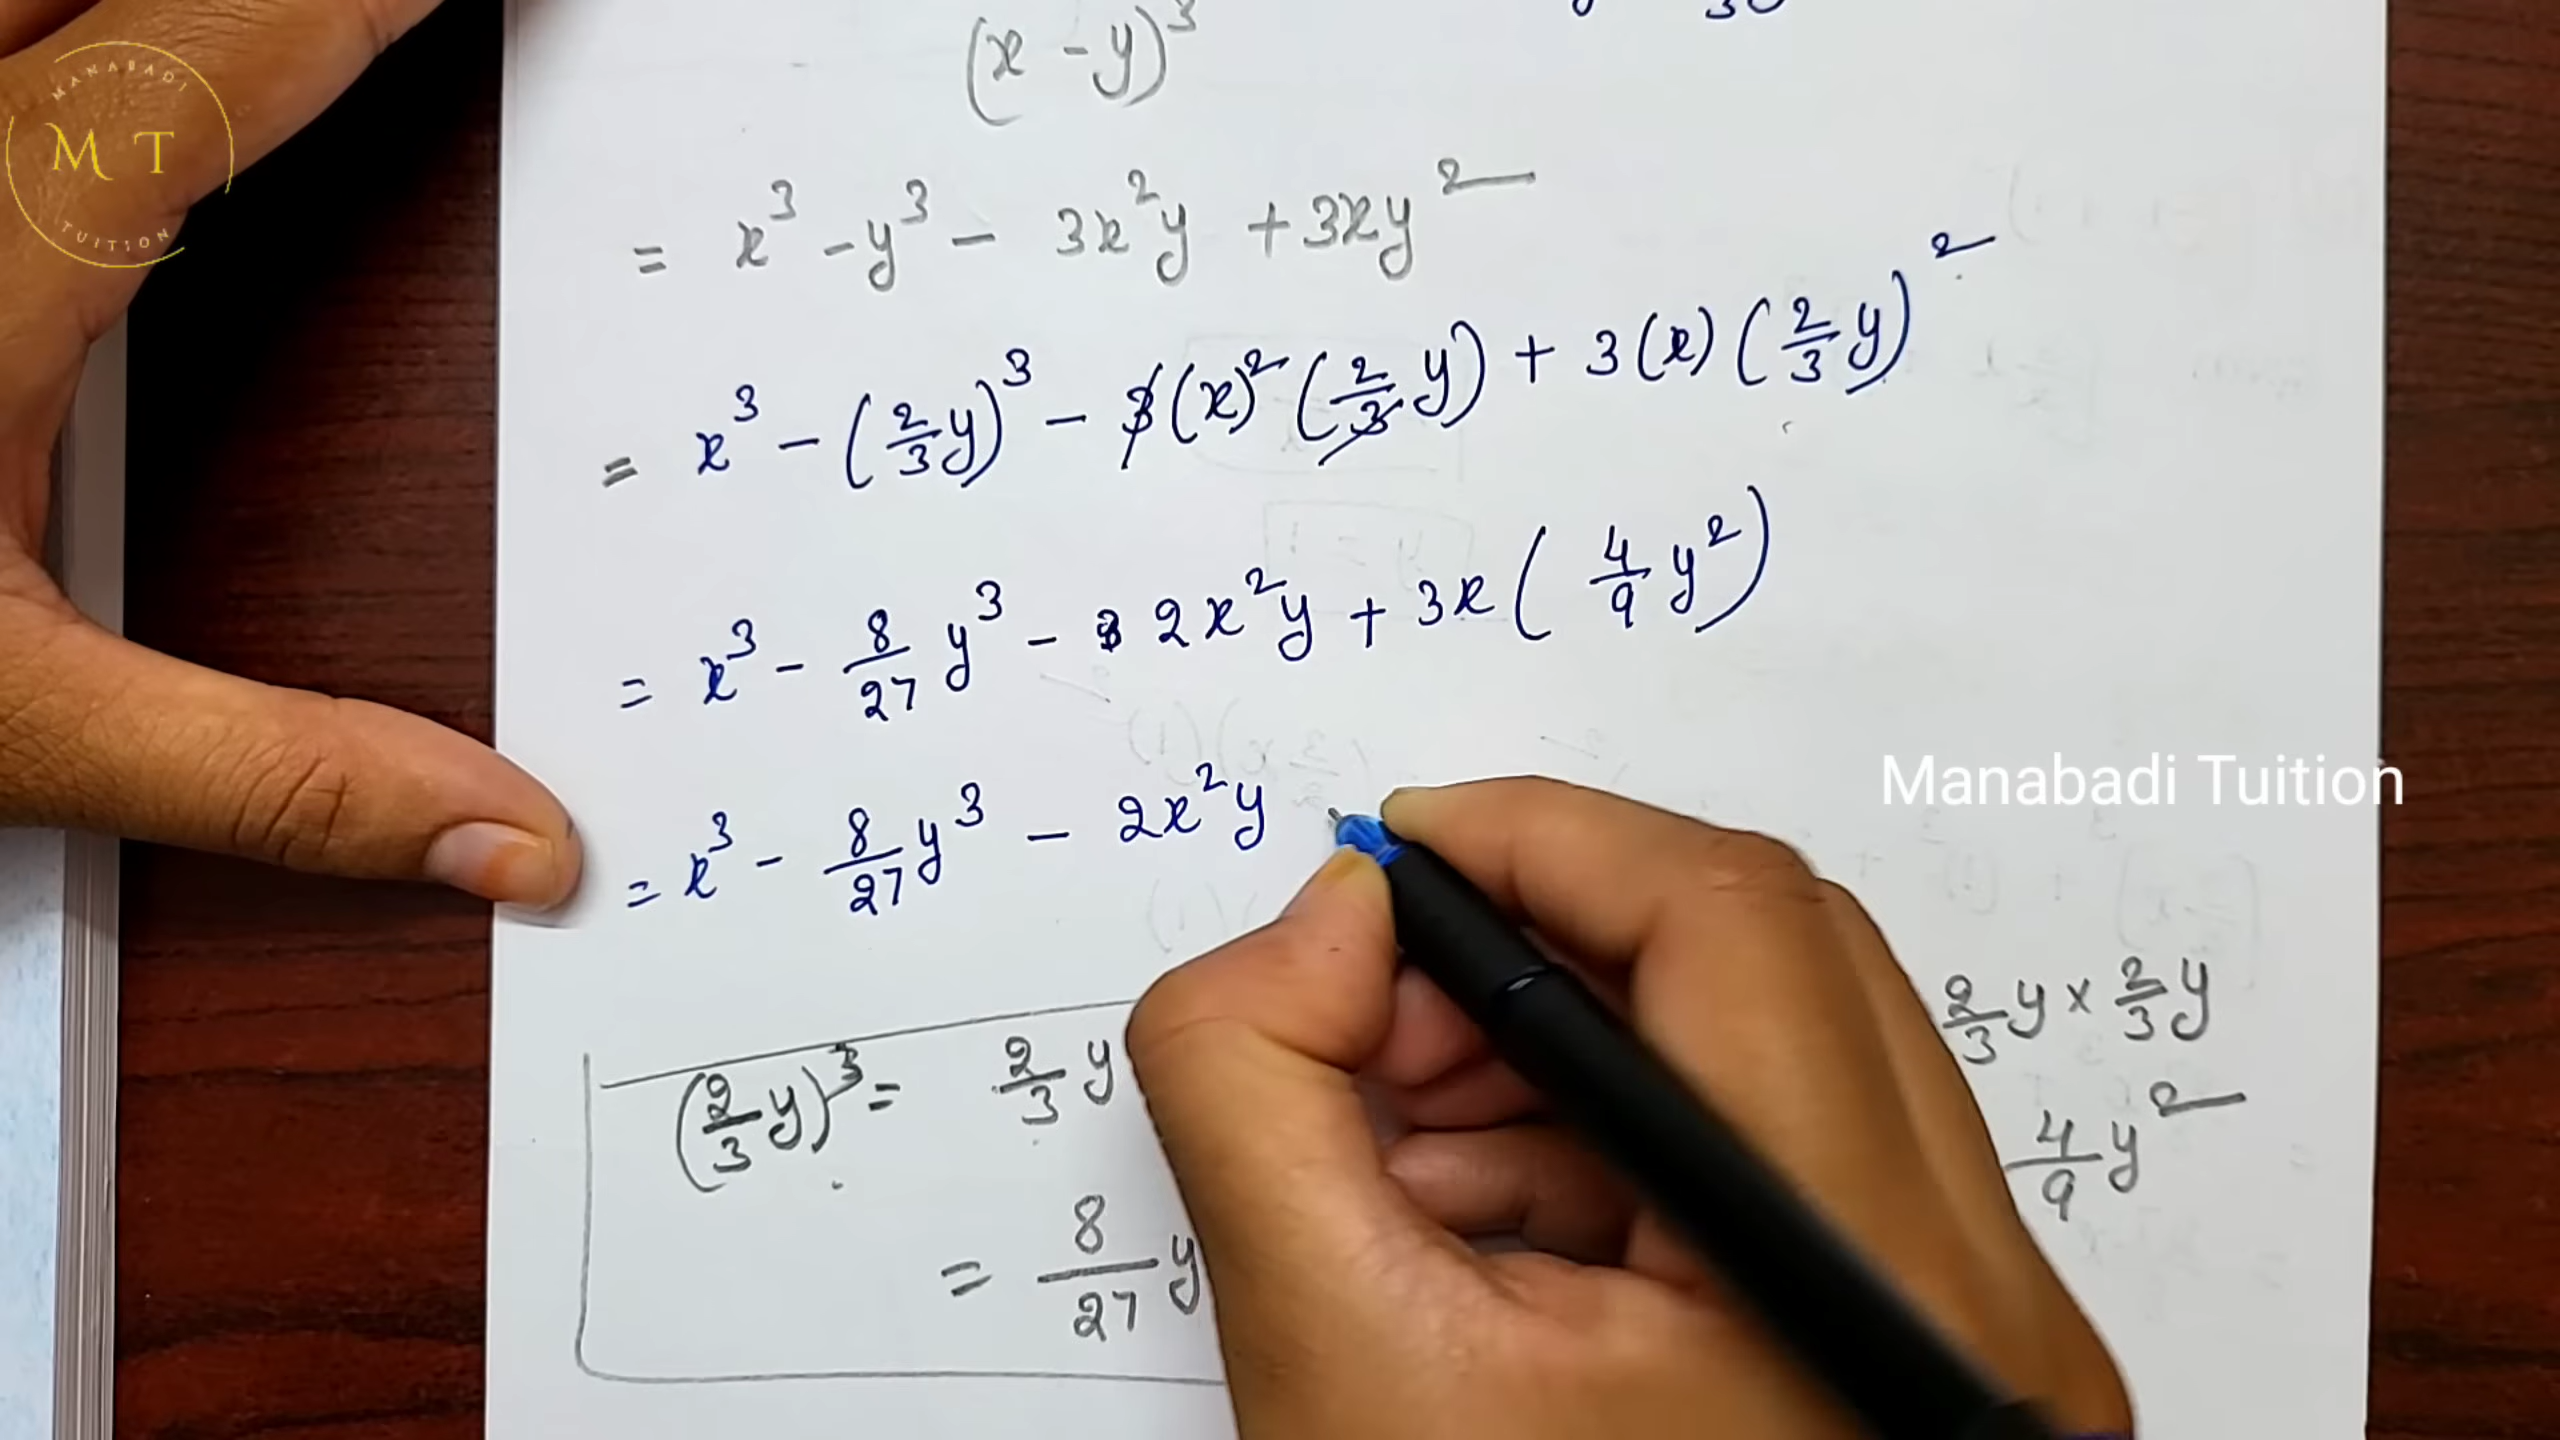 MANABADI
M T
TUITION
(x - y)³
30
= x³ - y³ - 3x²y + 3xy²
= x³ - (2/3 y)³ - 3(x)² (2/3 y) + 3(x) (2/3 y)²
= x³ - 8/27 y³ - 2x²y + 3x ( 4/9 y²)
Manabadi Tuition
= x³ - 8/27 y³ - 2x²y
2/3 y × 2/3 y
(2/3 y)³ = 2/3 y
4/9 y²
= 8/27 y